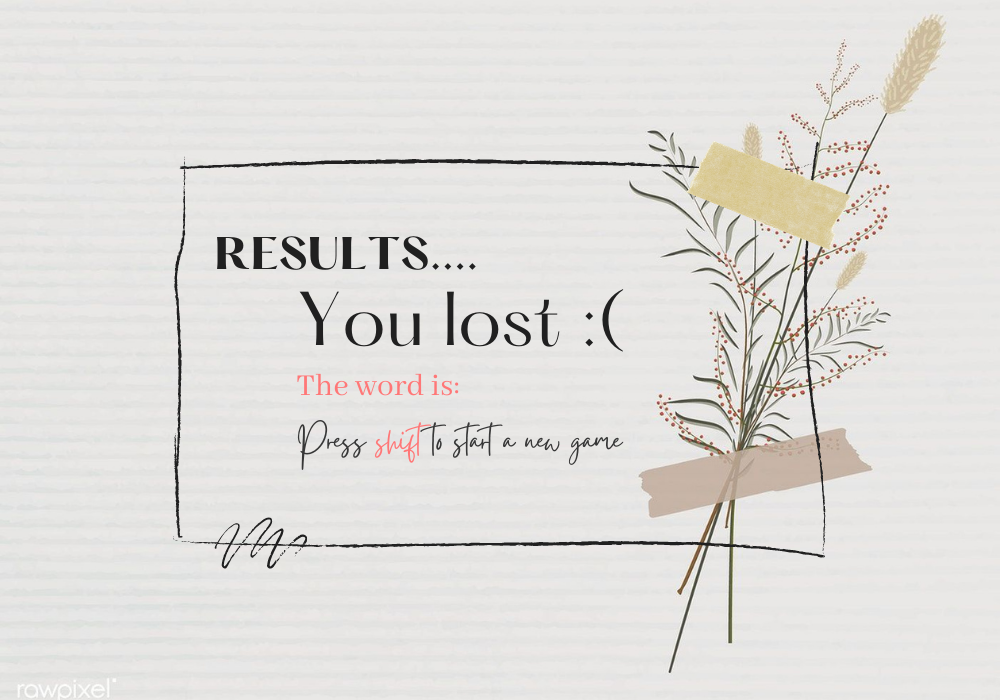 RESULTS....
You lost :(
The word is:
Press shift to start a new game
rawpixel